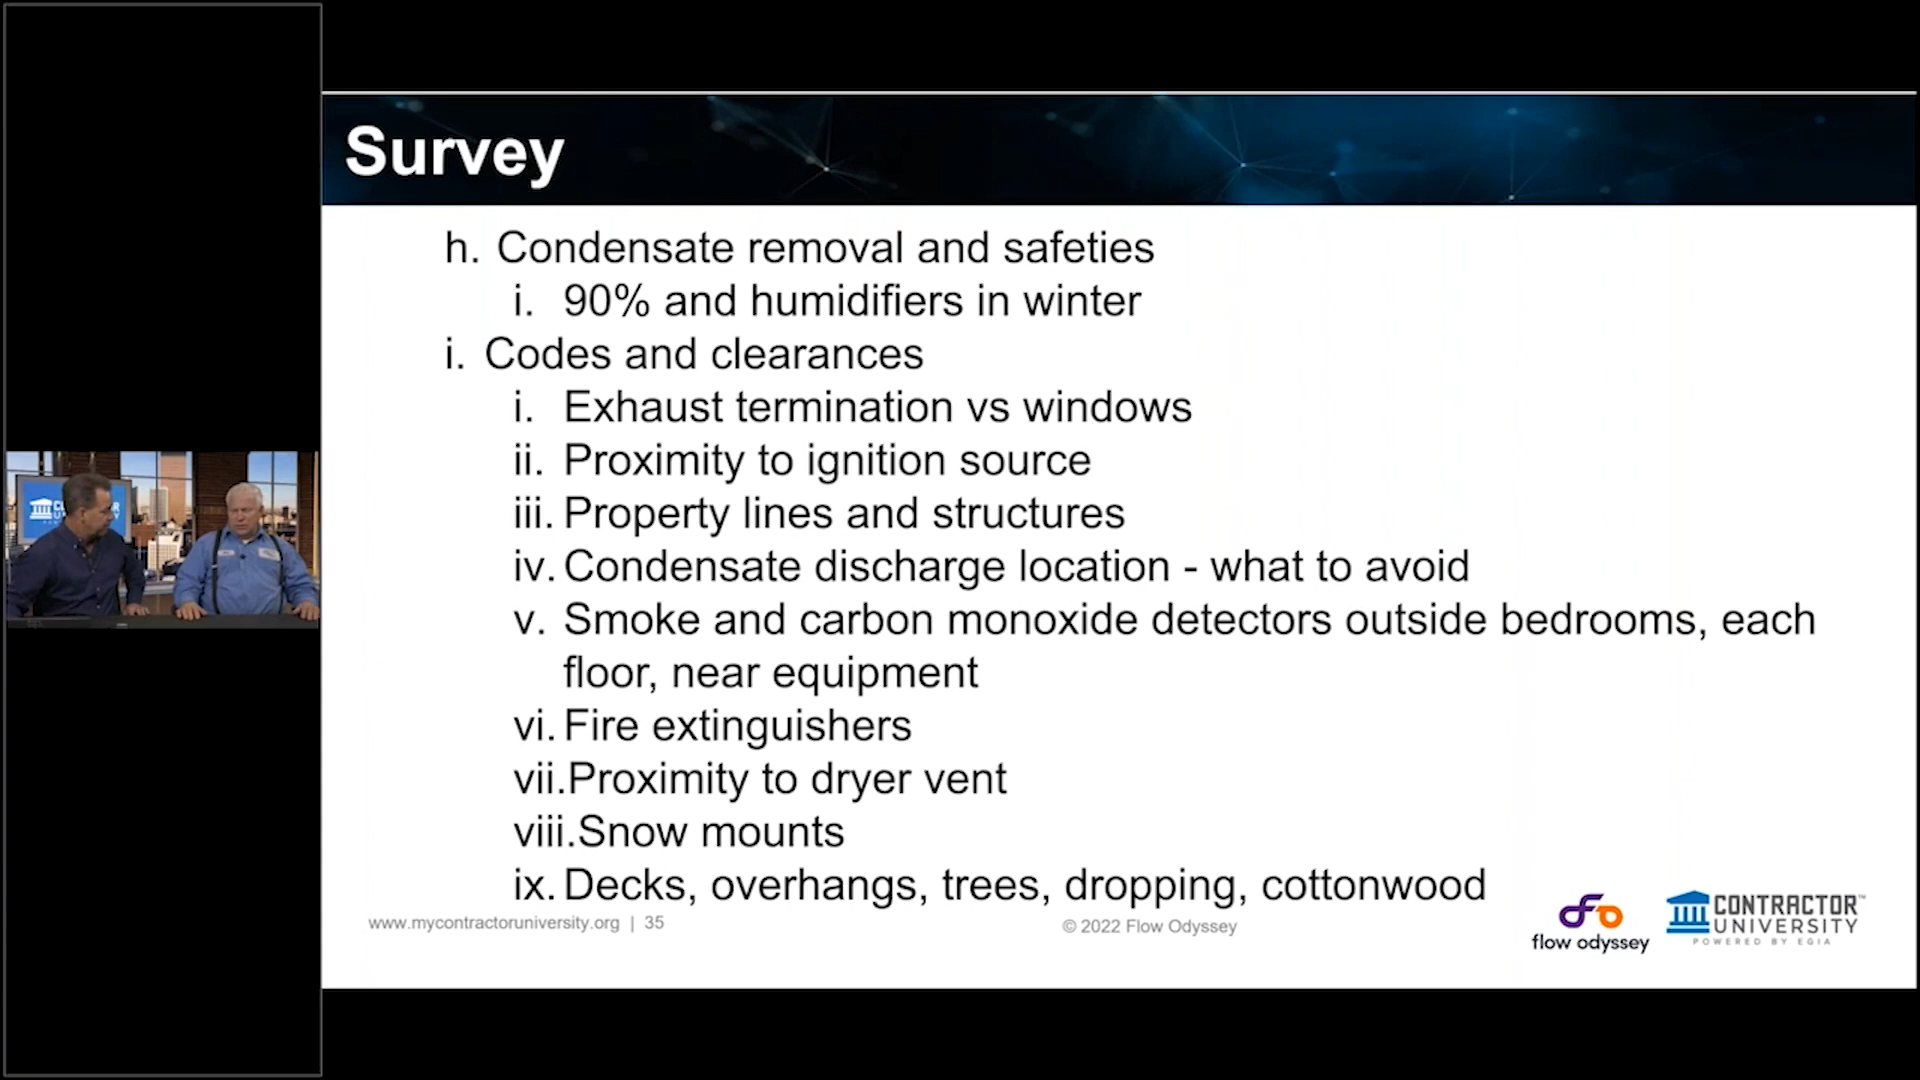 Survey
h. Condensate removal and safeties
i. 90% and humidifiers in winter
i. Codes and clearances
i. Exhaust termination vs windows
ii. Proximity to ignition source
iii. Property lines and structures
iv. Condensate discharge location - what to avoid
v. Smoke and carbon monoxide detectors outside bedrooms, each
floor, near equipment
vi. Fire extinguishers
vii. Proximity to dryer vent
viii. Snow mounts
ix. Decks, overhangs, trees, dropping, cottonwood
www.mycontractoruniversity.org | 35
© 2022 Flow Odyssey
flow odyssey
CONTRACTOR
UNIVERSITY
POWERED BY EGIA